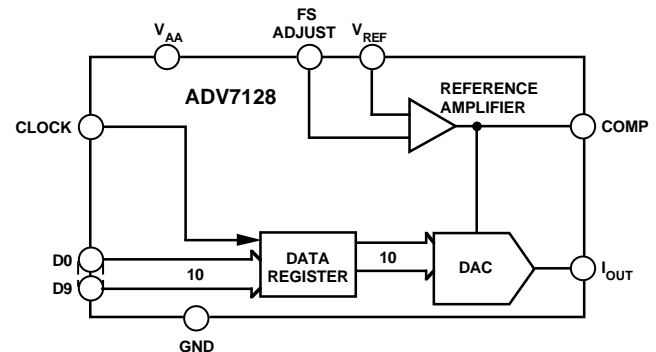 FS
ADJUST
VAA
VREF
ADV7128
REFERENCE
AMPLIFIER
CLOCK
COMP
D0
10
DATA
REGISTER
10
DAC
IOUT
D9
GND